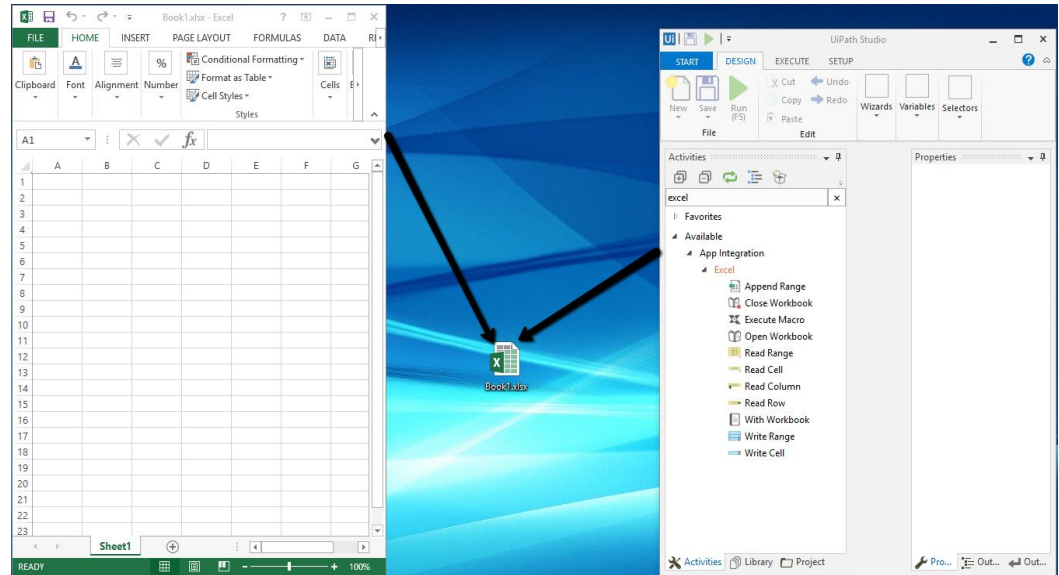 Book1.xlsx - Excel
FILE HOME INSERT PAGE LAYOUT FORMULAS DATA
Clipboard
Font
Alignment
Number
%
Conditional Formatting
Format as Table
Cell Styles
Styles
Cells
A1
fx
A B C D E F G
1
2
3
4
5
6
7
8
9
10
11
12
13
14
15
16
17
18
19
20
21
22
23
Sheet1
READY
100%
Book1.xlsx
Ui
UiPath Studio
START DESIGN EXECUTE SETUP
New
Save
Run
(F5)
Cut
Copy
Paste
Undo
Redo
Wizards
Variables
Selectors
File
Edit
Activities
excel
Favorites
Available
App Integration
Excel
Append Range
Close Workbook
Execute Macro
Open Workbook
Read Range
Read Cell
Read Column
Read Row
With Workbook
Write Range
Write Cell
Activities Library Project
Properties
Pro... Out... Out...